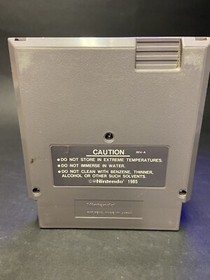 CAUTION REV-A
●DO NOT STORE IN EXTREME TEMPERATURES.
●DO NOT IMMERSE IN WATER.
●DO NOT CLEAN WITH BENZENE, THINNER,
ALCOHOL OR OTHER SUCH SOLVENTS.
©Nintendo 1985